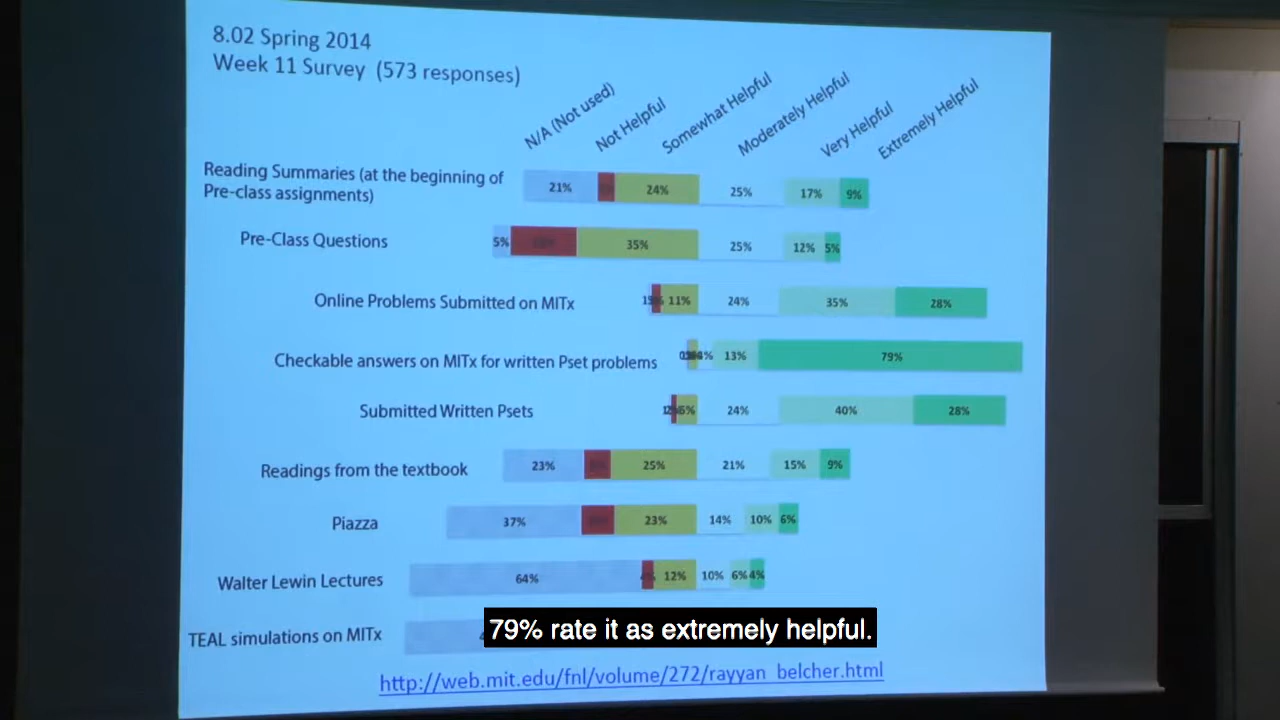 8.02 Spring 2014
Week 11 Survey (573 responses)
N/A (Not used)
Not Helpful
Somewhat Helpful
Moderately Helpful
Very Helpful
Extremely Helpful
Reading Summaries (at the beginning of
Pre-class assignments)
21% 24% 25% 17% 9%
Pre-Class Questions
5% 35% 25% 12% 5%
Online Problems Submitted on MITx
11% 24% 35% 28%
Checkable answers on MITx for written Pset problems
13% 79%
Submitted Written Psets
24% 40% 28%
Readings from the textbook
23% 25% 21% 15% 9%
Piazza
37% 23% 14% 10% 6%
Walter Lewin Lectures
64% 12% 10% 6% 4%
TEAL simulations on MITx
79% rate it as extremely helpful.
http://web.mit.edu/fnl/volume/272/rayyan_belcher.html